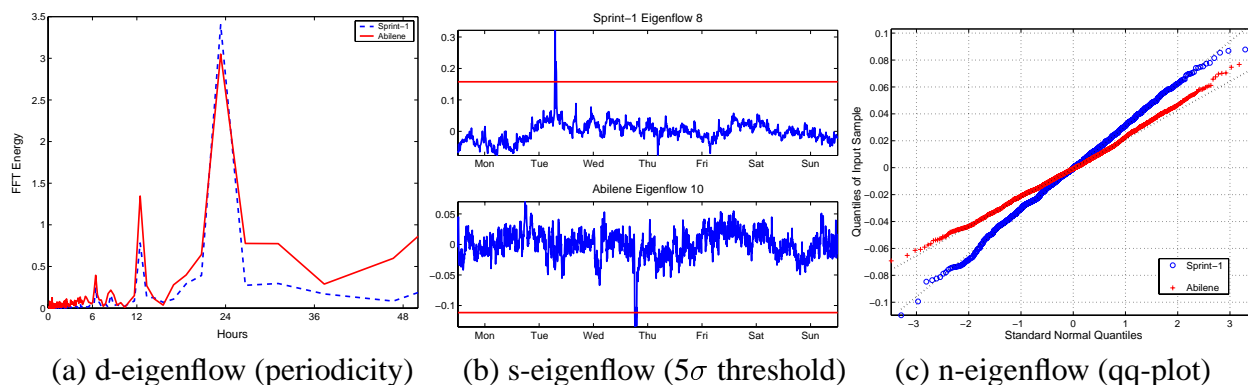 3.5
3
2.5
2
1.5
1
0.5
0
FFT Energy
0 6 12 24 36 50
Hours
Sprint-1
Abilene
Sprint-1 Eigenflow 8
0.3
0.2
0.1
0
Mon Tue Wed Thu Fri Sat Sun
Abilene Eigenflow 10
0.05
0
-0.05
-0.1
Mon Tue Wed Thu Fri Sat Sun
0.1
0.08
0.06
0.04
0.02
0
-0.02
-0.04
-0.06
-0.08
-0.1
Quantiles of Input Sample
-3 -2 -1 0 1 2 3
Standard Normal Quantiles
Sprint-1
Abilene
(a) d-eigenflow (periodicity)
(b) s-eigenflow (5σ threshold)
(c) n-eigenflow (qq-plot)